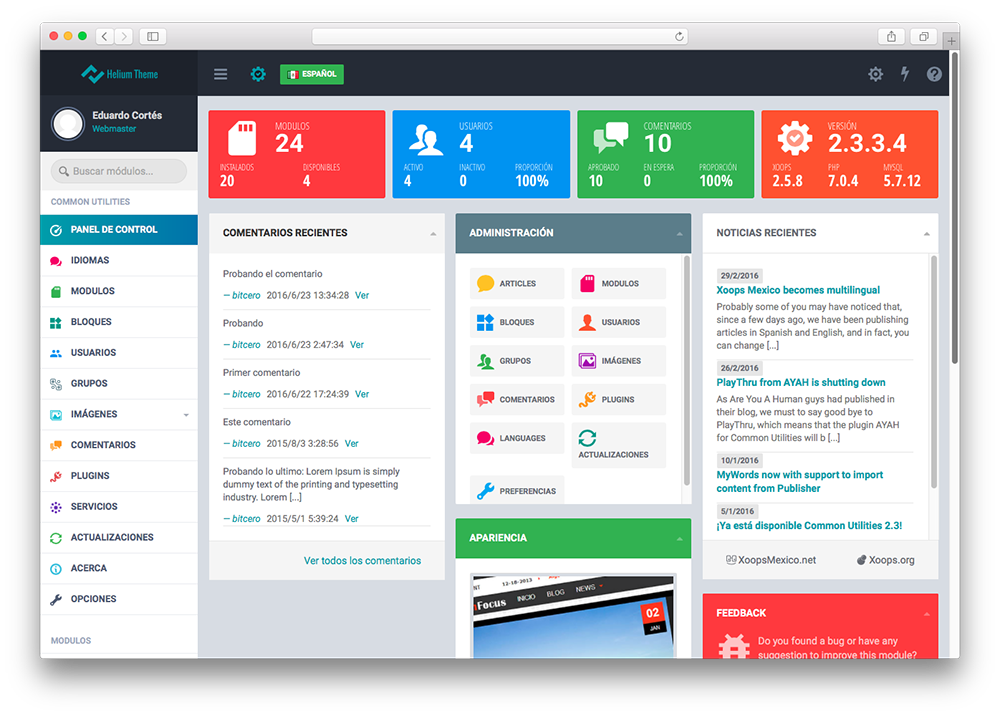 Helium Theme
ESPAÑOL
Eduardo Cortés
Webmaster
Buscar módulos...
COMMON UTILITIES
PANEL DE CONTROL
IDIOMAS
MODULOS
BLOQUES
USUARIOS
GRUPOS
IMÁGENES
COMENTARIOS
PLUGINS
SERVICIOS
ACTUALIZACIONES
ACERCA
OPCIONES
MODULOS
MODULOS
24
INSTALADOS DISPONIBLES
20 4
USUARIOS
4
ACTIVO INACTIVO PROPORCIÓN
4 0 100%
COMENTARIOS
10
APROBADO EN ESPERA PROPORCIÓN
10 0 100%
VERSIÓN
2.3.3.4
XOOPS PHP MYSQL
2.5.8 7.0.4 5.7.12
COMENTARIOS RECIENTES
Probando el comentario
— bitcero 2016/6/23 13:34:28 Ver
Probando
— bitcero 2016/6/23 2:47:34 Ver
Primer comentario
— bitcero 2016/6/22 17:24:39 Ver
Este comentario
— bitcero 2015/8/3 3:28:56 Ver
Probando lo ultimo: Lorem Ipsum is simply
dummy text of the printing and typesetting
industry. Lorem [...]
— bitcero 2015/5/1 5:39:24 Ver
Ver todos los comentarios
ADMINISTRACIÓN
ARTICLES MODULOS
BLOQUES USUARIOS
GRUPOS IMÁGENES
COMENTARIOS PLUGINS
LANGUAGES ACTUALIZACIONES
PREFERENCIAS
APARIENCIA
12-18-2013
Focus INICIO BLOG NEWS
02
JAN
NOTICIAS RECIENTES
29/2/2016
Xoops Mexico becomes multilingual
Probably some of you may have noticed that,
since a few days ago, we have been publishing
articles in Spanish and English, and in fact, you
can change [...]
26/2/2016
PlayThru from AYAH is shutting down
As Are You A Human guys had published in
their blog, we must to say good bye to
PlayThru, which means that the plugin AYAH
for Common Utilities will b [...]
10/1/2016
MyWords now with support to import
content from Publisher
5/1/2016
¡Ya está disponible Common Utilities 2.3!
XoopsMexico.net Xoops.org
FEEDBACK
Do you found a bug or have any
suggestion to improve this module?